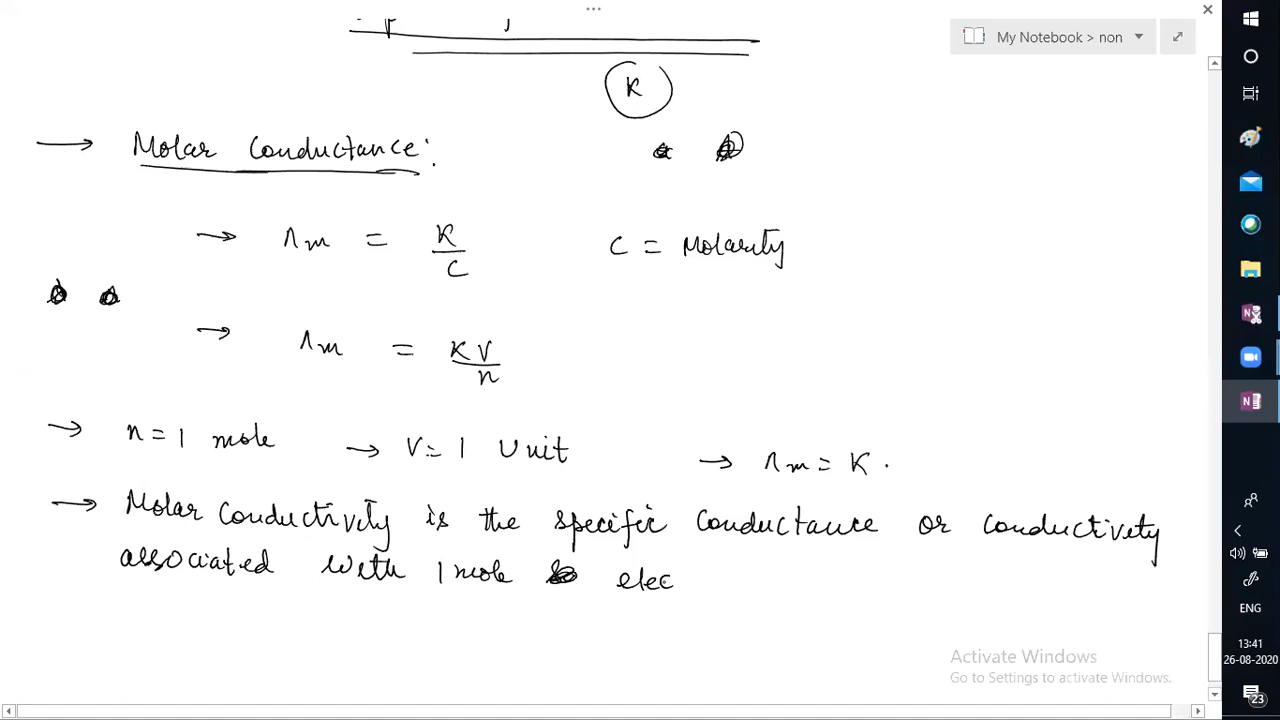 My Notebook > non
K
→ Molar Conductance:
→ Λm = K/C C = Molarity
→ Λm = KV/n
→ n = 1 mole → V = 1 Unit → Λm = K.
→ Molar Conductivity is the specific Conductance or conductivity
associated with 1 mole elec
Activate Windows
Go to Settings to activate Windows.
ENG
13:41
26-08-2020
23